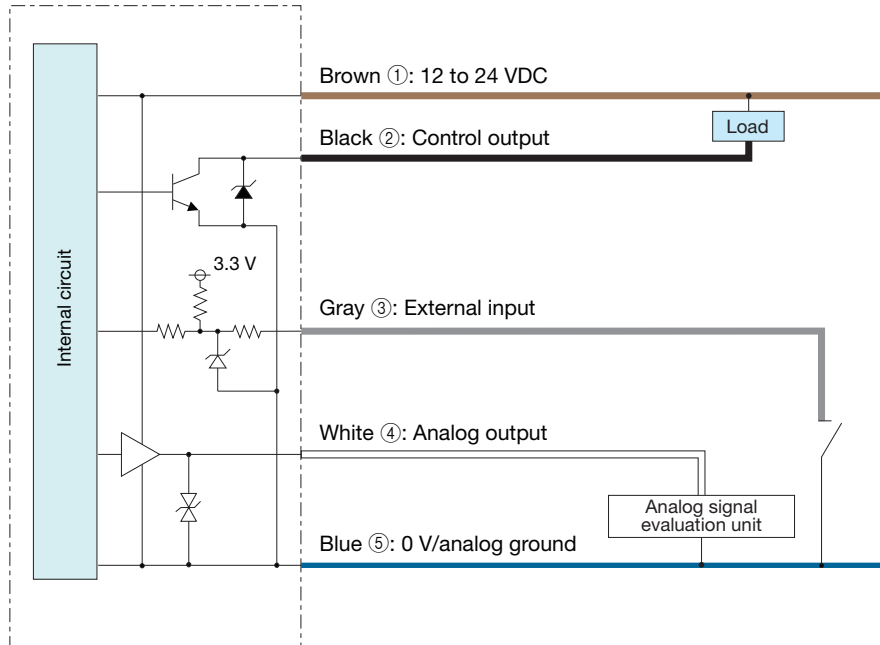 Brown ①: 12 to 24 VDC
Load
Black ②: Control output
3.3 V
Internal circuit
Gray ③: External input
White ④: Analog output
Analog signal
evaluation unit
Blue ⑤: 0 V/analog ground